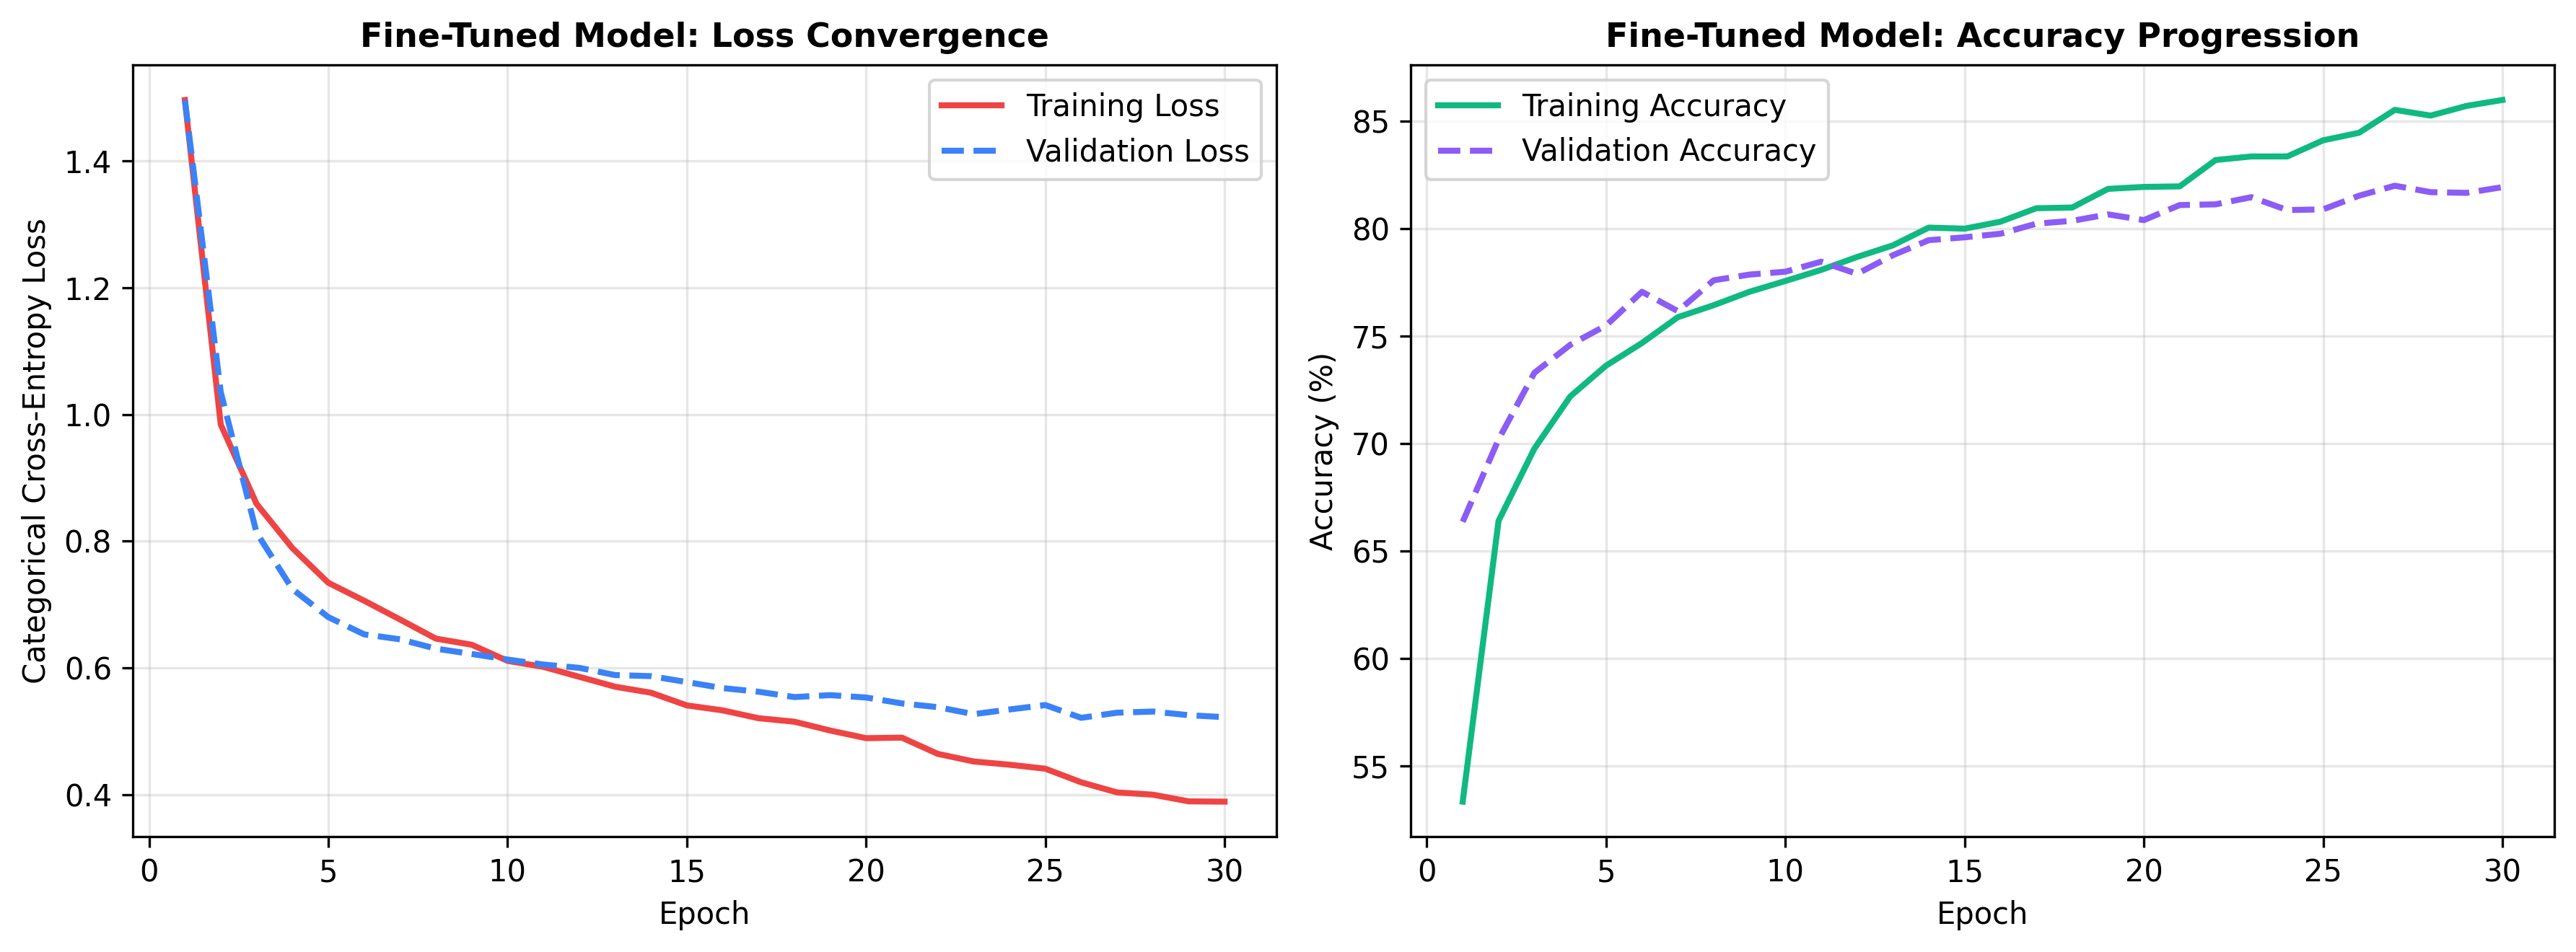 Fine-Tuned Model: Loss Convergence
Training Loss
Validation Loss
Categorical Cross-Entropy Loss
1.4
1.2
1.0
0.8
0.6
0.4
0 5 10 15 20 25 30
Epoch
Fine-Tuned Model: Accuracy Progression
Training Accuracy
Validation Accuracy
Accuracy (%)
85
80
75
70
65
60
55
0 5 10 15 20 25 30
Epoch